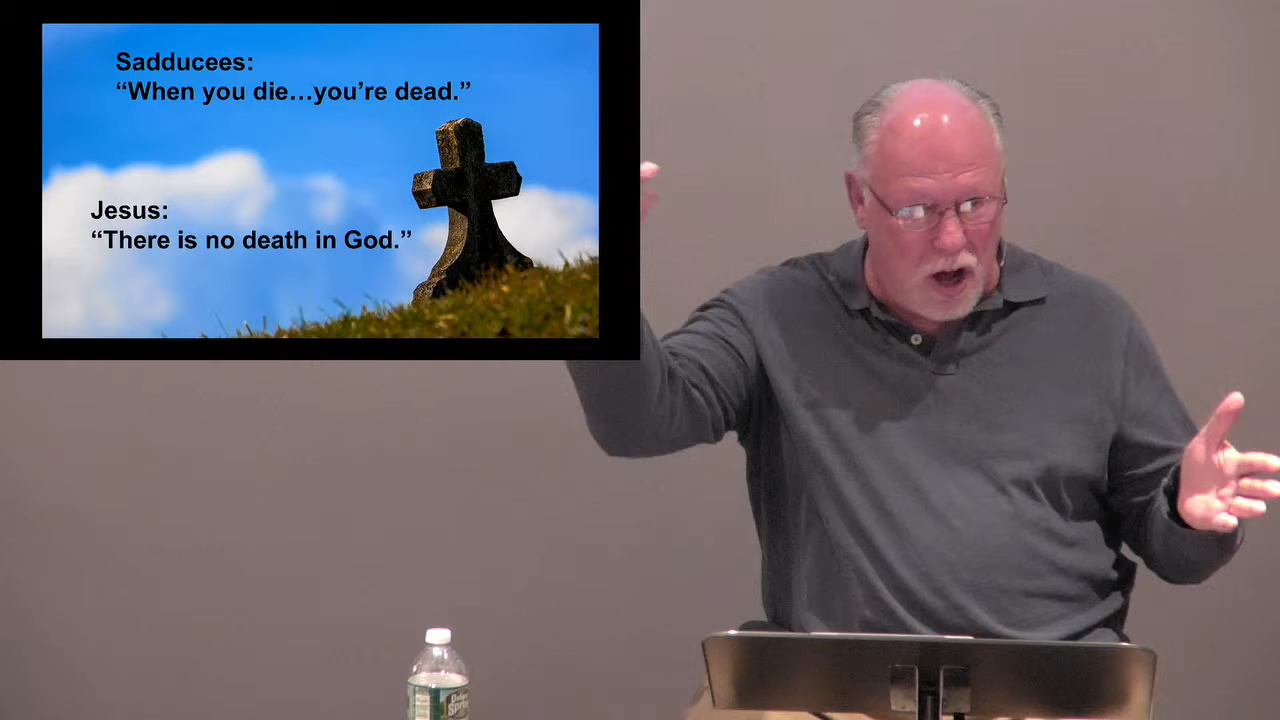 Sadducees:
“When you die...you’re dead.”
Jesus:
“There is no death in God.”